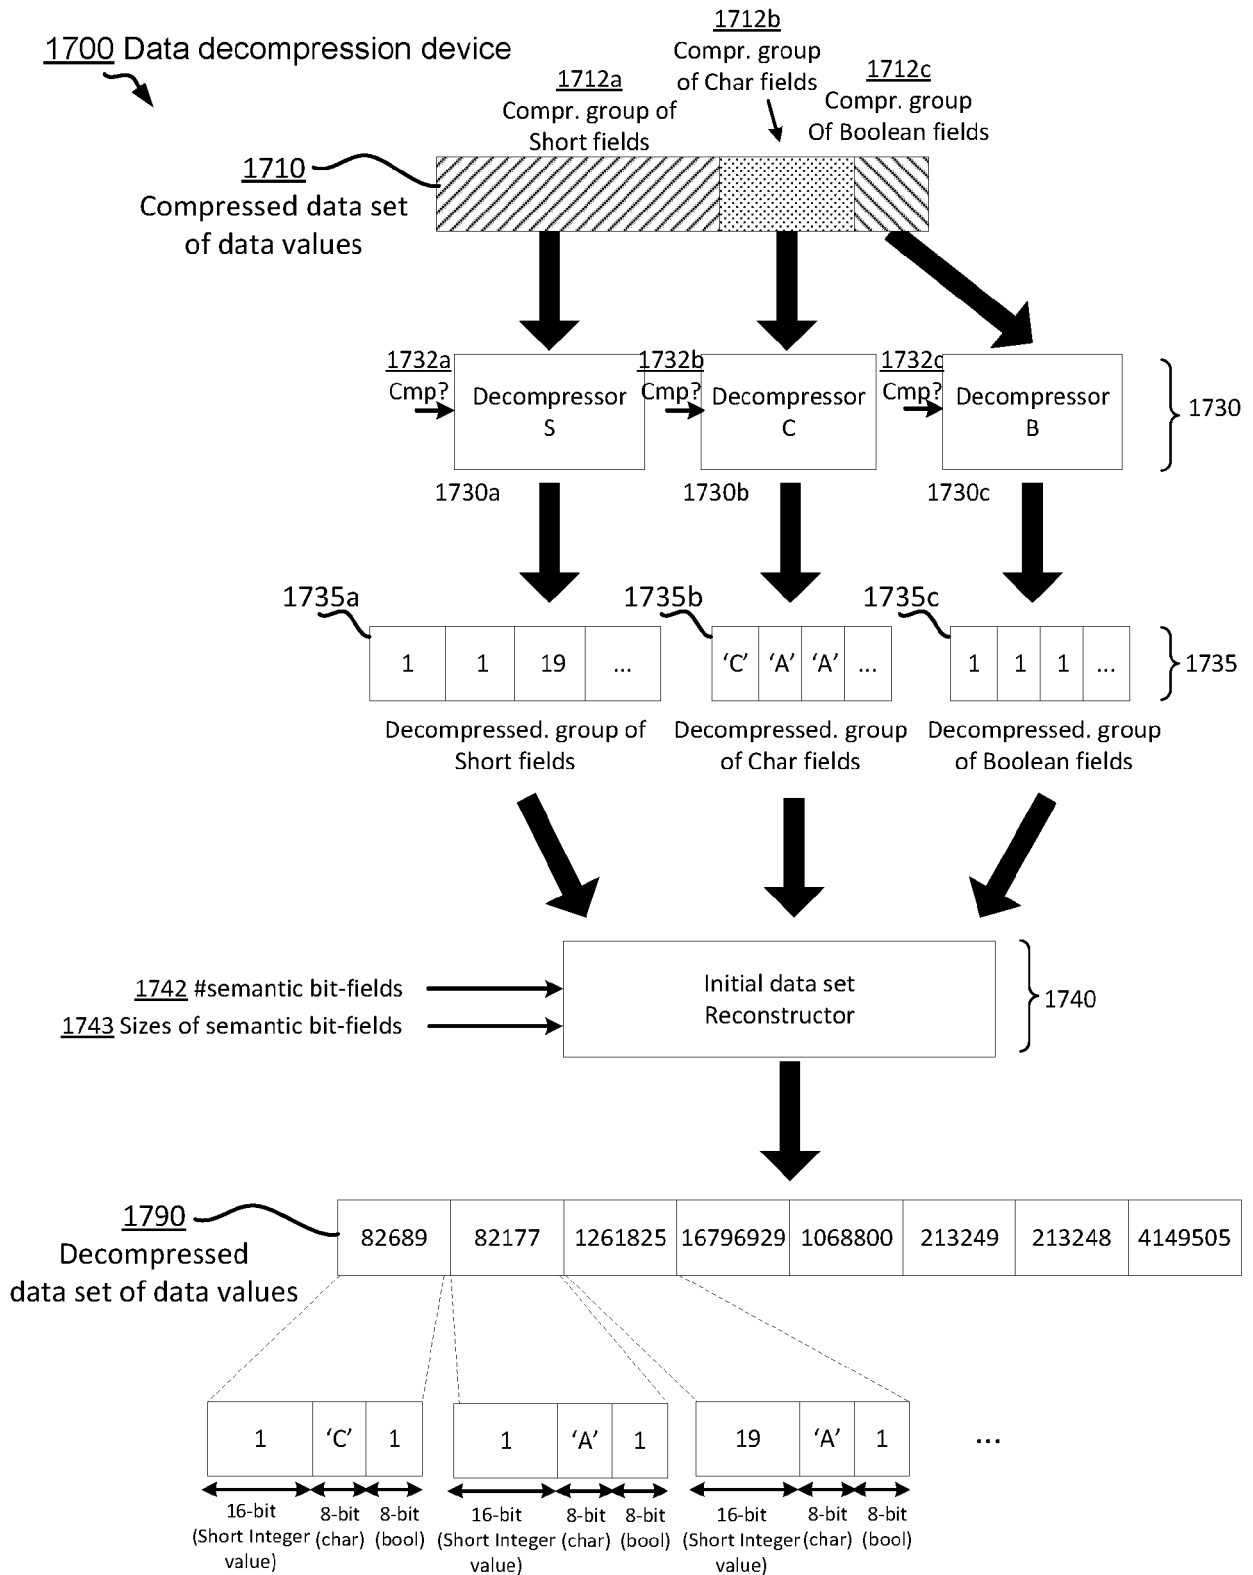 1700 Data decompression device
1712b
Compr. group
of Char fields
1712a
Compr. group of
Short fields
1712c
Compr. group
Of Boolean fields
1710
Compressed data set
of data values
1732a
Cmp?
Decompressor
S
1732b
Cmp?
Decompressor
C
1732c
Cmp?
Decompressor
B
1730
1730a
1730b
1730c
1735a
1735b
1735c
1 1 19 ...
‘C’ ‘A’ ‘A’ ...
1 1 1 ...
1735
Decompressed. group of
Short fields
Decompressed. group
of Char fields
Decompressed. group
of Boolean fields
1742 #semantic bit-fields
1743 Sizes of semantic bit-fields
Initial data set
Reconstructor
1740
1790
Decompressed
data set of data values
82689 82177 1261825 16796929 1068800 213249 213248 4149505
1 ‘C’ 1
1 ‘A’ 1
19 ‘A’ 1
...
16-bit
(Short Integer
value)
8-bit
(char)
8-bit
(bool)
16-bit
(Short Integer
value)
8-bit
(char)
8-bit
(bool)
16-bit
(Short Integer
value)
8-bit
(char)
8-bit
(bool)